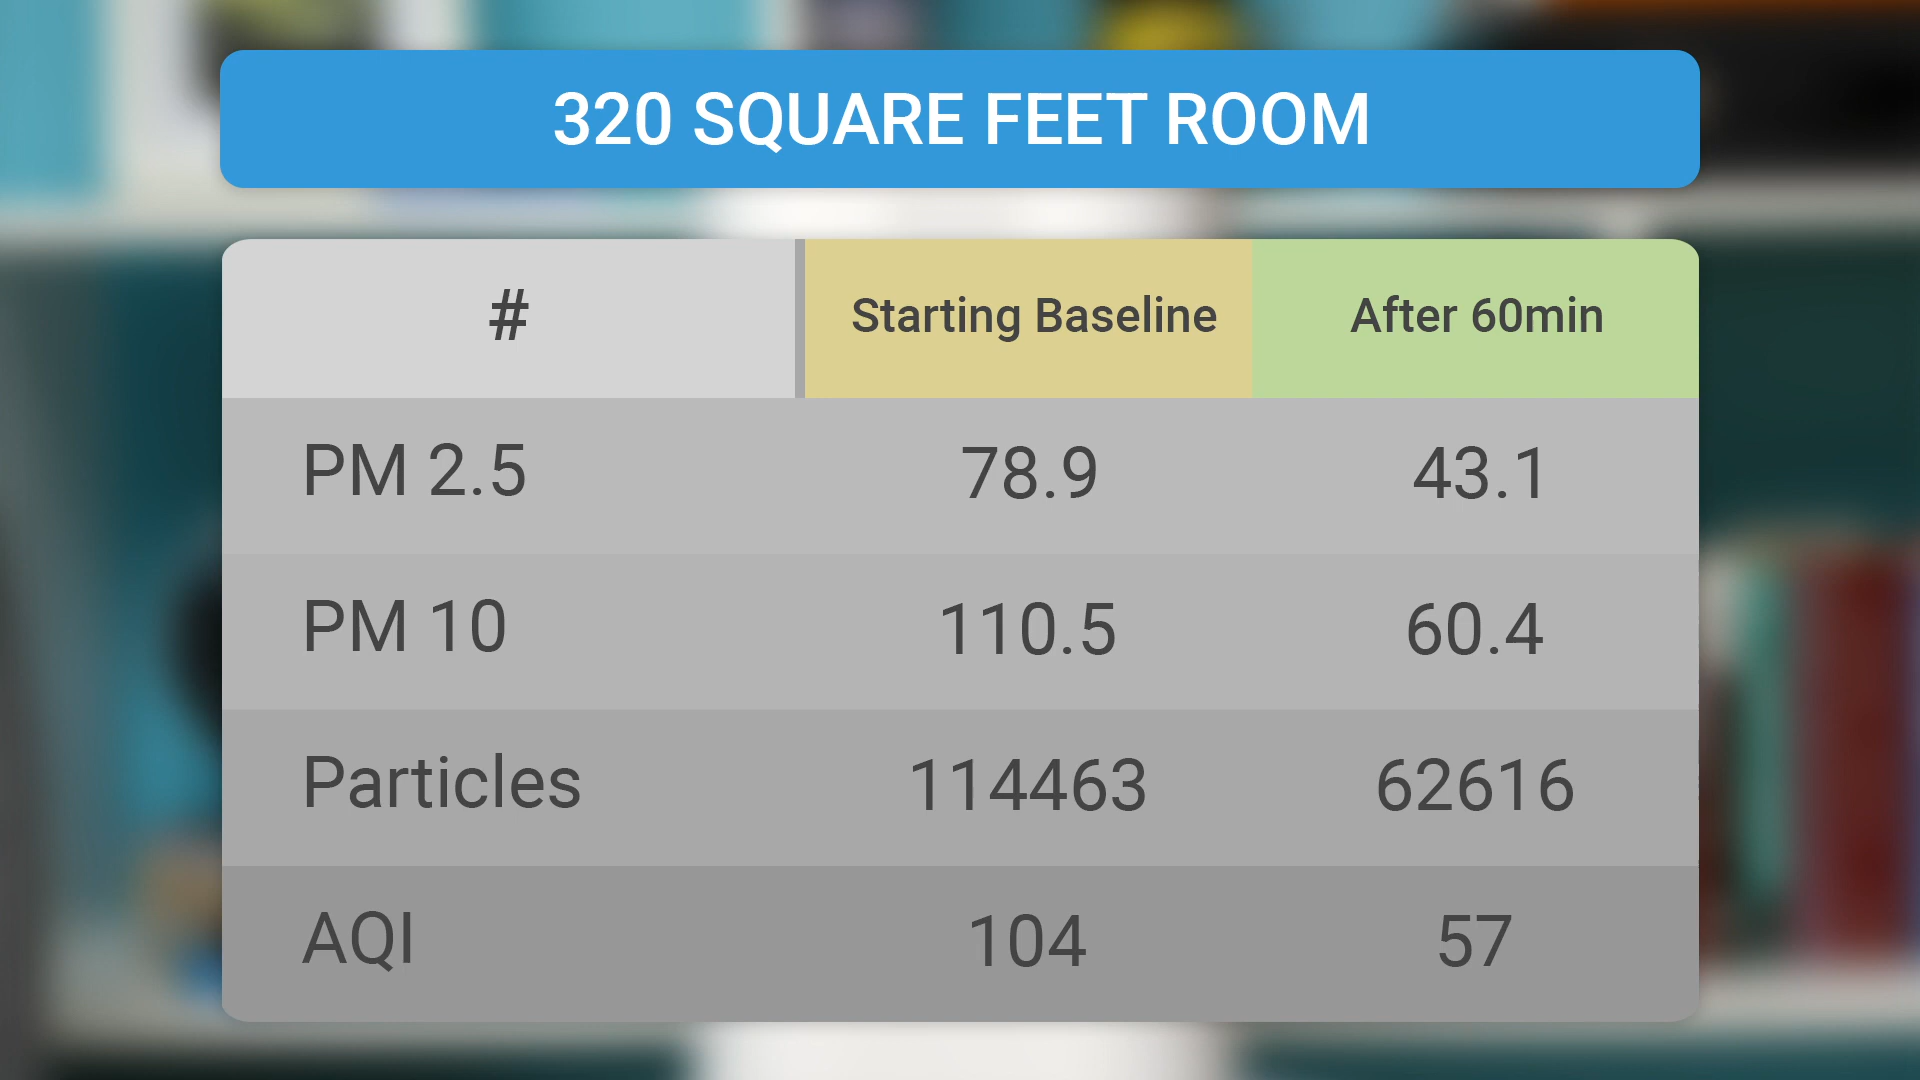 320 SQUARE FEET ROOM
# Starting Baseline After 60min
PM 2.5 78.9 43.1
PM 10 110.5 60.4
Particles 114463 62616
AQI 104 57